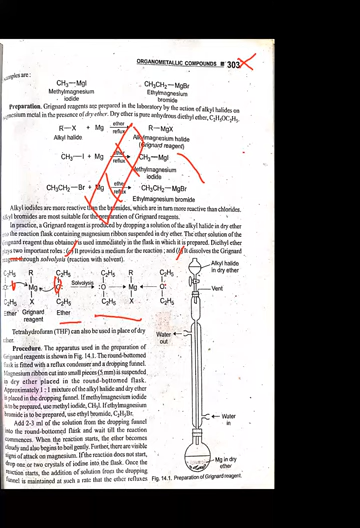 ORGANOMETALLIC COMPOUNDS ■ 303
are :
CH₃—MgI CH₃CH₂—MgBr
Methylmagnesium Ethylmagnesium
iodide bromide
Preparation. Grignard reagents are prepared in the laboratory by the action of alkyl halides on
magnesium metal in the presence of dry ether. Dry ether is pure anhydrous diethyl ether, C₂H₅OC₂H₅.
R—X + Mg ether reflux R—MgX
Alkyl halide Alkylmagnesium halide
(Grignard reagent)
CH₃—I + Mg ether reflux CH₃—MgI
Methylmagnesium
iodide
CH₃CH₂—Br + Mg ether reflux CH₃CH₂—MgBr
Ethylmagnesium bromide
Alkyl iodides are more reactive than the bromides, which in turn are more reactive than chlorides.
Alkyl bromides are most suitable for the preparation of Grignard reagents.
In practice, a Grignard reagent is produced by dropping a solution of the alkyl halide in dry ether
into the reaction flask containing magnesium ribbon suspended in dry ether. The ether solution of the
Grignard reagent thus obtained is used immediately in the flask in which it is prepared. Diethyl ether
plays two important roles : It provides a medium for the reaction ; and it dissolves the Grignard
reagent through solvolysis (reaction with solvent).
C₂H₅ R C₂H₅ C₂H₅ R C₂H₅
Mg Solvolysis :O→Mg←O:
C₂H₅ X C₂H₅ C₂H₅ X C₂H₅
Ether Grignard Ether
reagent
Alkyl halide
in dry ether
Vent
Tetrahydrofuran (THF) can also be used in place of dry
ether.
Water
out
Procedure. The apparatus used in the preparation of
Grignard reagents is shown in Fig. 14.1. The round-bottomed
flask is fitted with a reflux condenser and a dropping funnel.
Magnesium ribbon cut into small pieces (5 mm) is suspended
in dry ether placed in the round-bottomed flask.
Approximately 1 : 1 mixture of the alkyl halide and dry ether
is placed in the dropping funnel. If methylmagnesium iodide
is to be prepared, use methyl iodide, CH₃I. If ethylmagnesium
bromide is to be prepared, use ethyl bromide, C₂H₅Br.
Water
in
Add 2-3 ml of the solution from the dropping funnel
into the round-bottomed flask and wait till the reaction
commences. When the reaction starts, the ether becomes
cloudy and also begins to boil gently. Further, there are visible
signs of attack on magnesium. If the reaction does not start,
drop one or two crystals of iodine into the flask. Once the
reaction starts, the addition of solution from the dropping
funnel is maintained at such a rate that the ether refluxes
Mg in dry
ether
Fig. 14.1. Preparation of Grignard reagent.